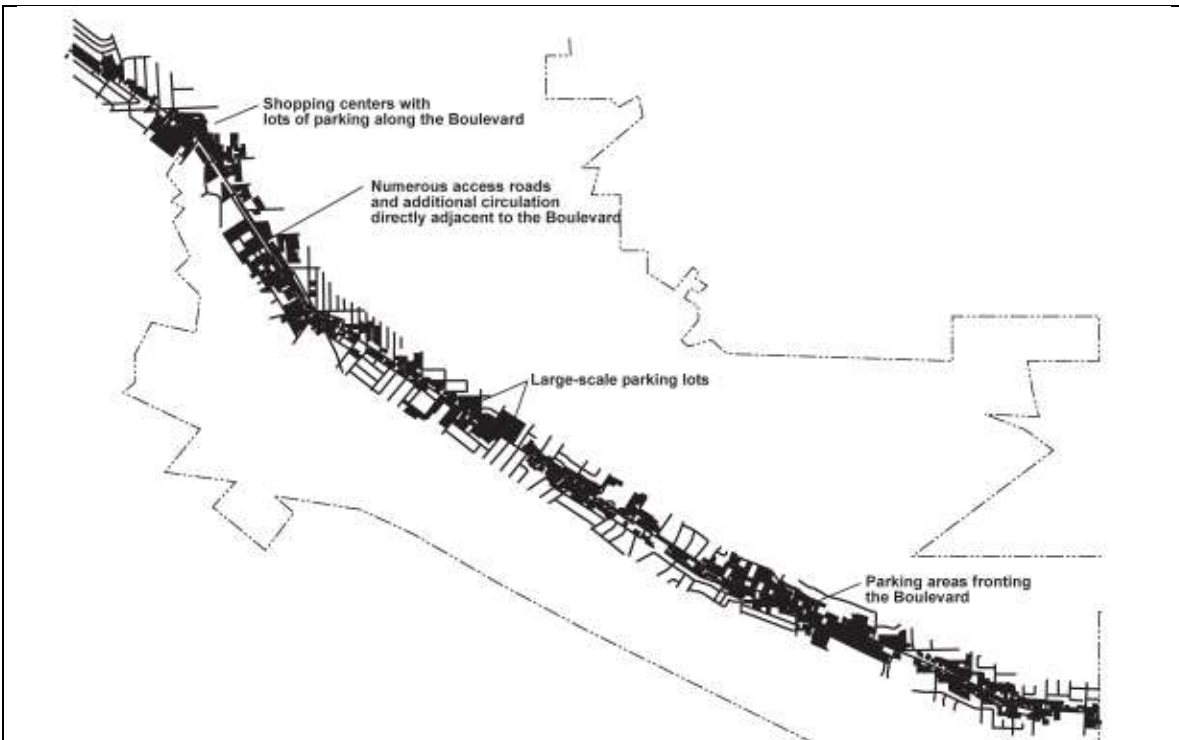 Shopping centers with
lots of parking along the Boulevard
Numerous access roads
and additional circulation
directly adjacent to the Boulevard
Large-scale parking lots
Parking areas fronting
the Boulevard